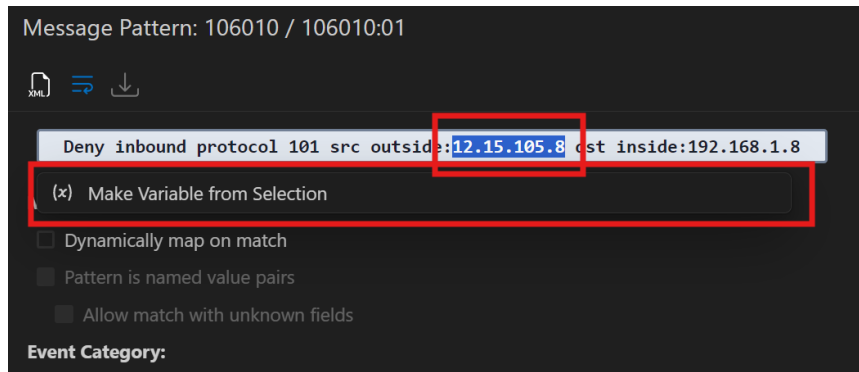 Message Pattern: 106010 / 106010:01
XML
Deny inbound protocol 101 src outside:12.15.105.8 dst inside:192.168.1.8
(x) Make Variable from Selection
Dynamically map on match
Pattern is named value pairs
Allow match with unknown fields
Event Category: